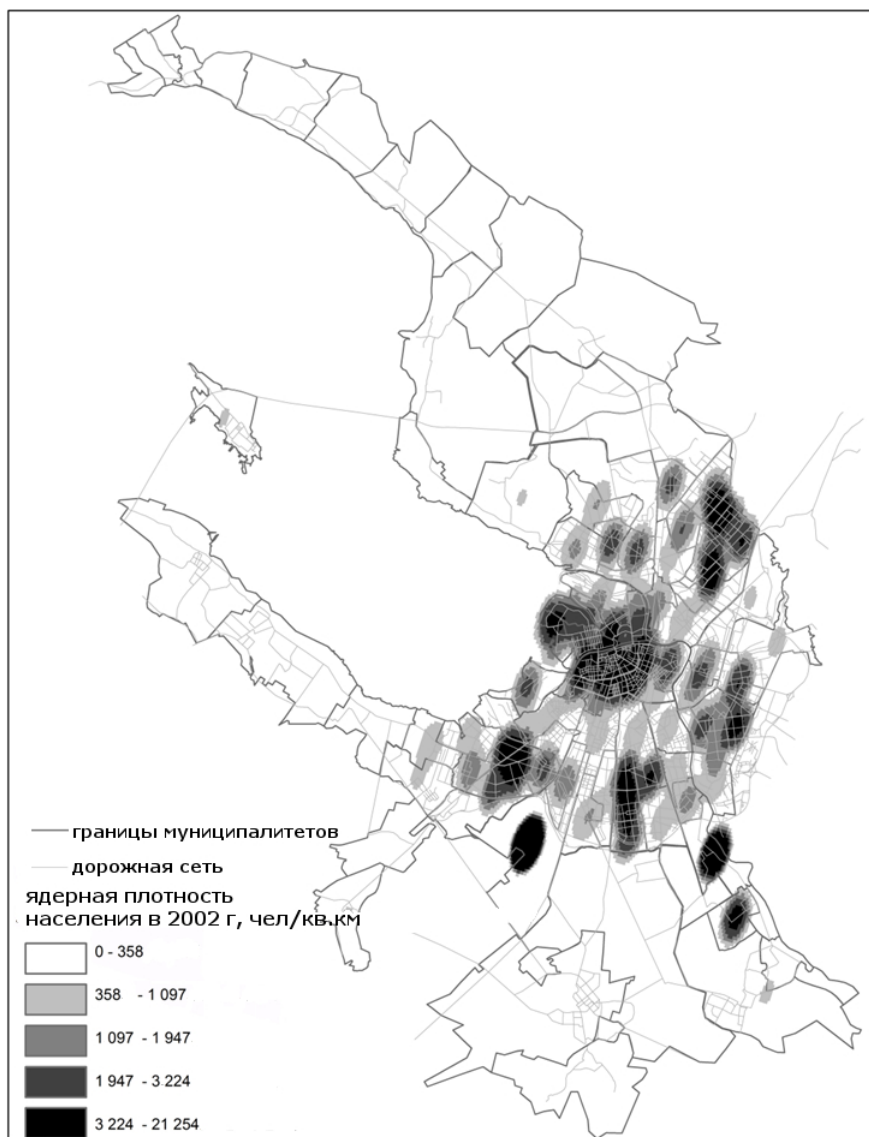 границы муниципалитетов
дорожная сеть
ядерная плотность
населения в 2002 г, чел/кв.км
0 - 358
358 - 1 097
1 097 - 1 947
1 947 - 3 224
3 224 - 21 254